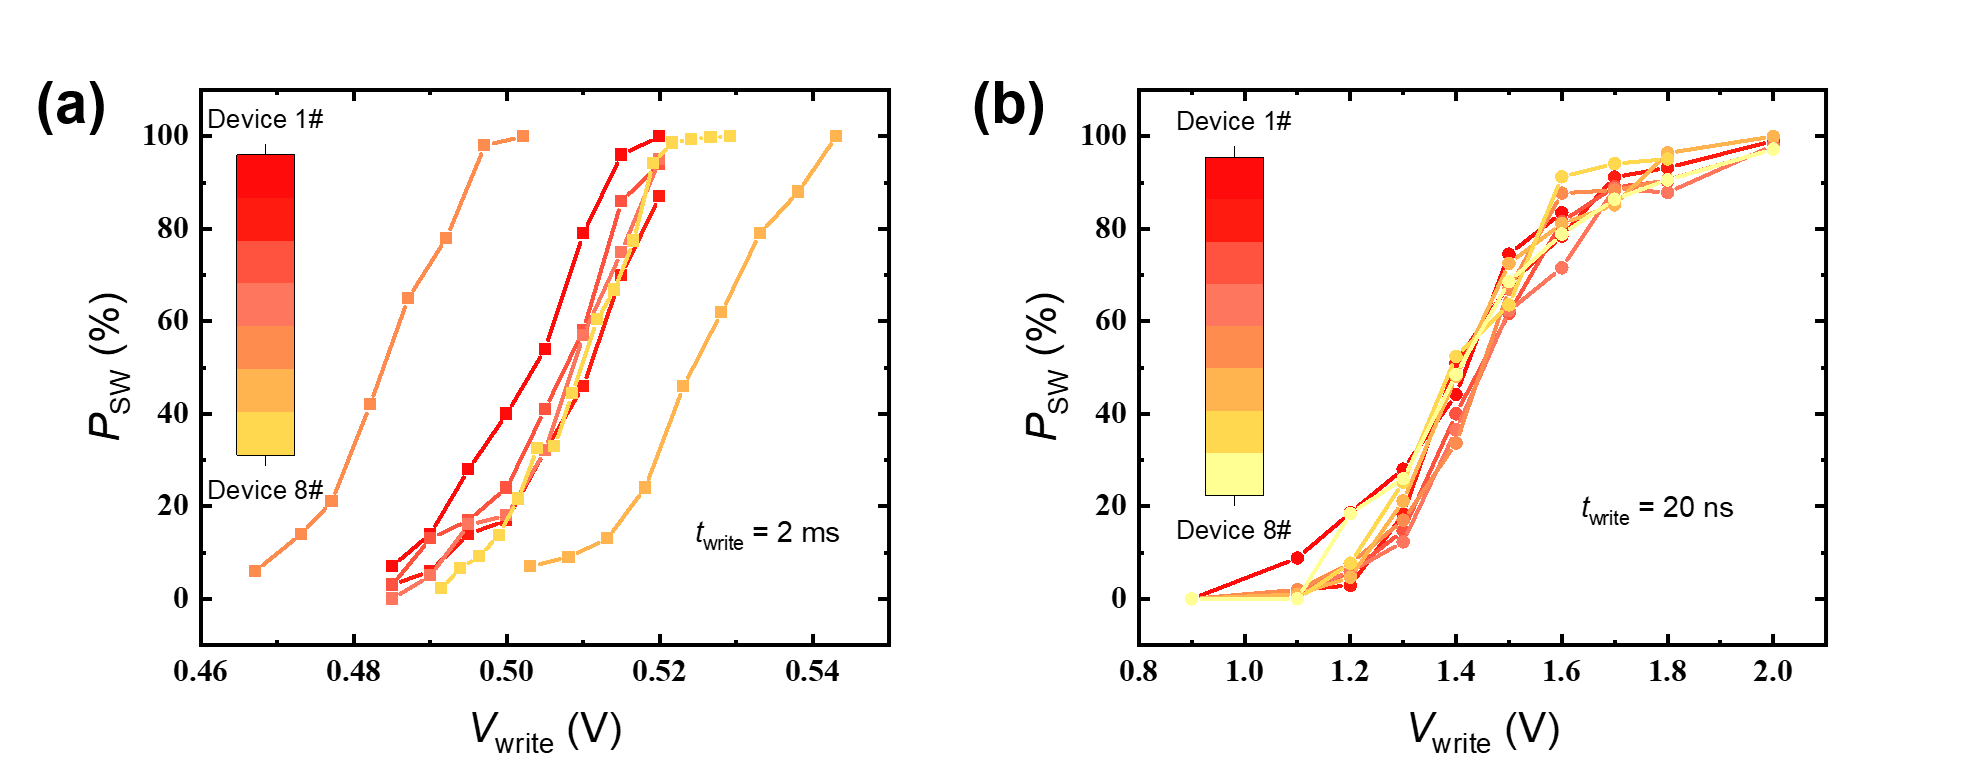 (a)
Device 1#
Device 8#
t_write = 2 ms
100
80
60
40
20
0
P_SW (%)
0.46 0.48 0.50 0.52 0.54
V_write (V)
(b)
Device 1#
Device 8#
t_write = 20 ns
100
80
60
40
20
0
P_SW (%)
0.8 1.0 1.2 1.4 1.6 1.8 2.0
V_write (V)